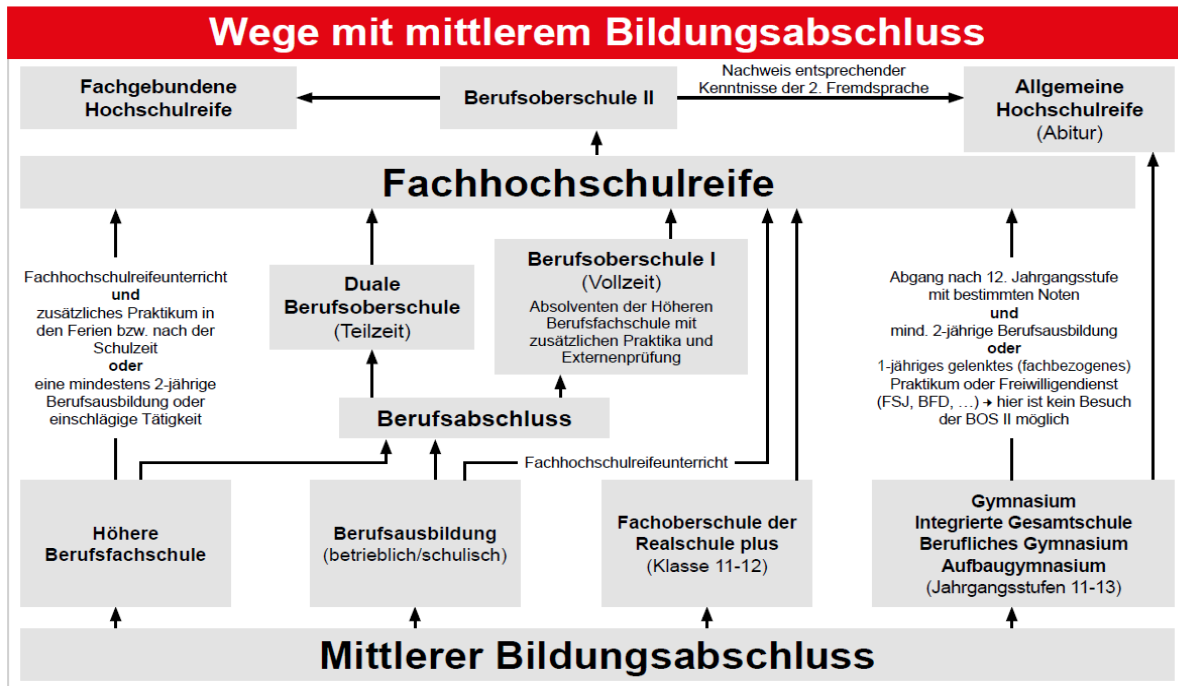 Wege mit mittlerem Bildungsabschluss
Fachgebundene
Hochschulreife
Berufsoberschule II
Nachweis entsprechender
Kenntnisse der 2. Fremdsprache
Allgemeine
Hochschulreife
(Abitur)
Fachhochschulreife
Fachhochschulreifeunterricht
und
zusätzliches Praktikum in
den Ferien bzw. nach der
Schulzeit
oder
eine mindestens 2-jährige
Berufsausbildung oder
einschlägige Tätigkeit
Duale
Berufsoberschule
(Teilzeit)
Berufsoberschule I
(Vollzeit)
Absolventen der Höheren
Berufsfachschule mit
zusätzlichen Praktika und
Externenprüfung
Abgang nach 12. Jahrgangsstufe
mit bestimmten Noten
und
mind. 2-jährige Berufsausbildung
oder
1-jähriges gelenktes (fachbezogenes)
Praktikum oder Freiwilligendienst
(FSJ, BFD, …) → hier ist kein Besuch
der BOS II möglich
Berufsabschluss
Fachhochschulreifeunterricht
Höhere
Berufsfachschule
Berufsausbildung
(betrieblich/schulisch)
Fachoberschule der
Realschule plus
(Klasse 11-12)
Gymnasium
Integrierte Gesamtschule
Berufliches Gymnasium
Aufbaugymnasium
(Jahrgangsstufen 11-13)
Mittlerer Bildungsabschluss